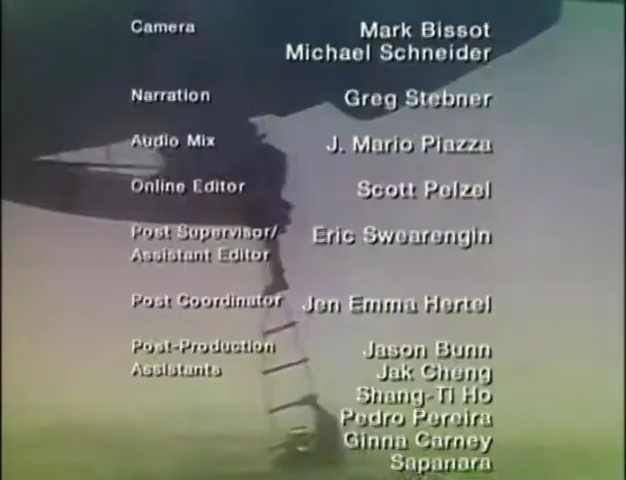 Camera Mark Bissot
Michael Schneider
Narration Greg Stebner
Audio Mix J. Mario Piazza
Online Editor Scott Pelzel
Post Supervisor/ Eric Swearengin
Assistant Editor
Post Coordinator Jen Emma Hertel
Post-Production Jason Bunn
Assistants Jak Cheng
Shang-Ti Ho
Pedro Pereira
Ginna Carney
Sapanara